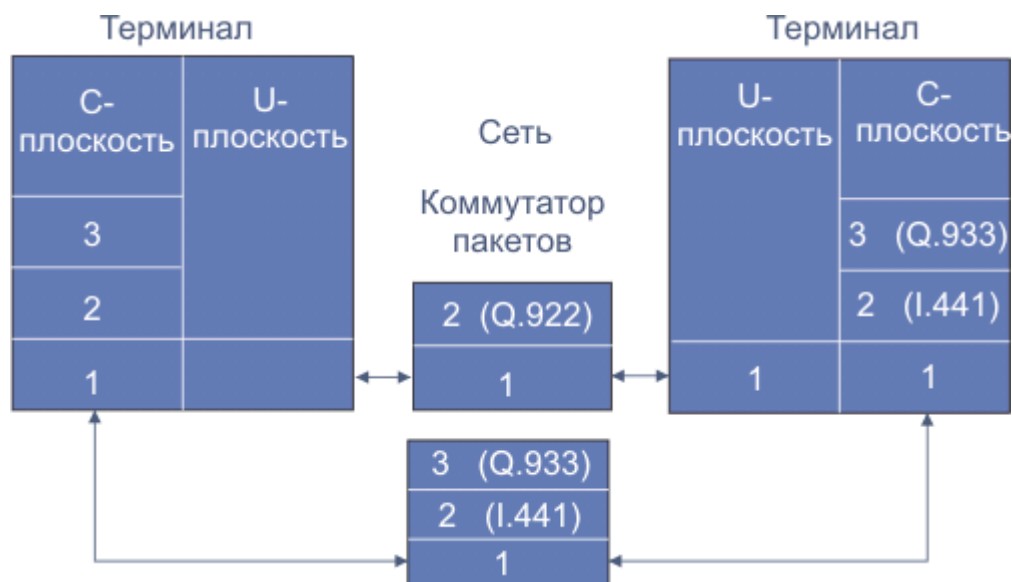 Терминал
С-
плоскость
U-
плоскость
3
2
1
Сеть
Коммутатор
пакетов
2 (Q.922)
1
3 (Q.933)
2 (I.441)
1
Терминал
U-
плоскость
С-
плоскость
3 (Q.933)
2 (I.441)
1
1